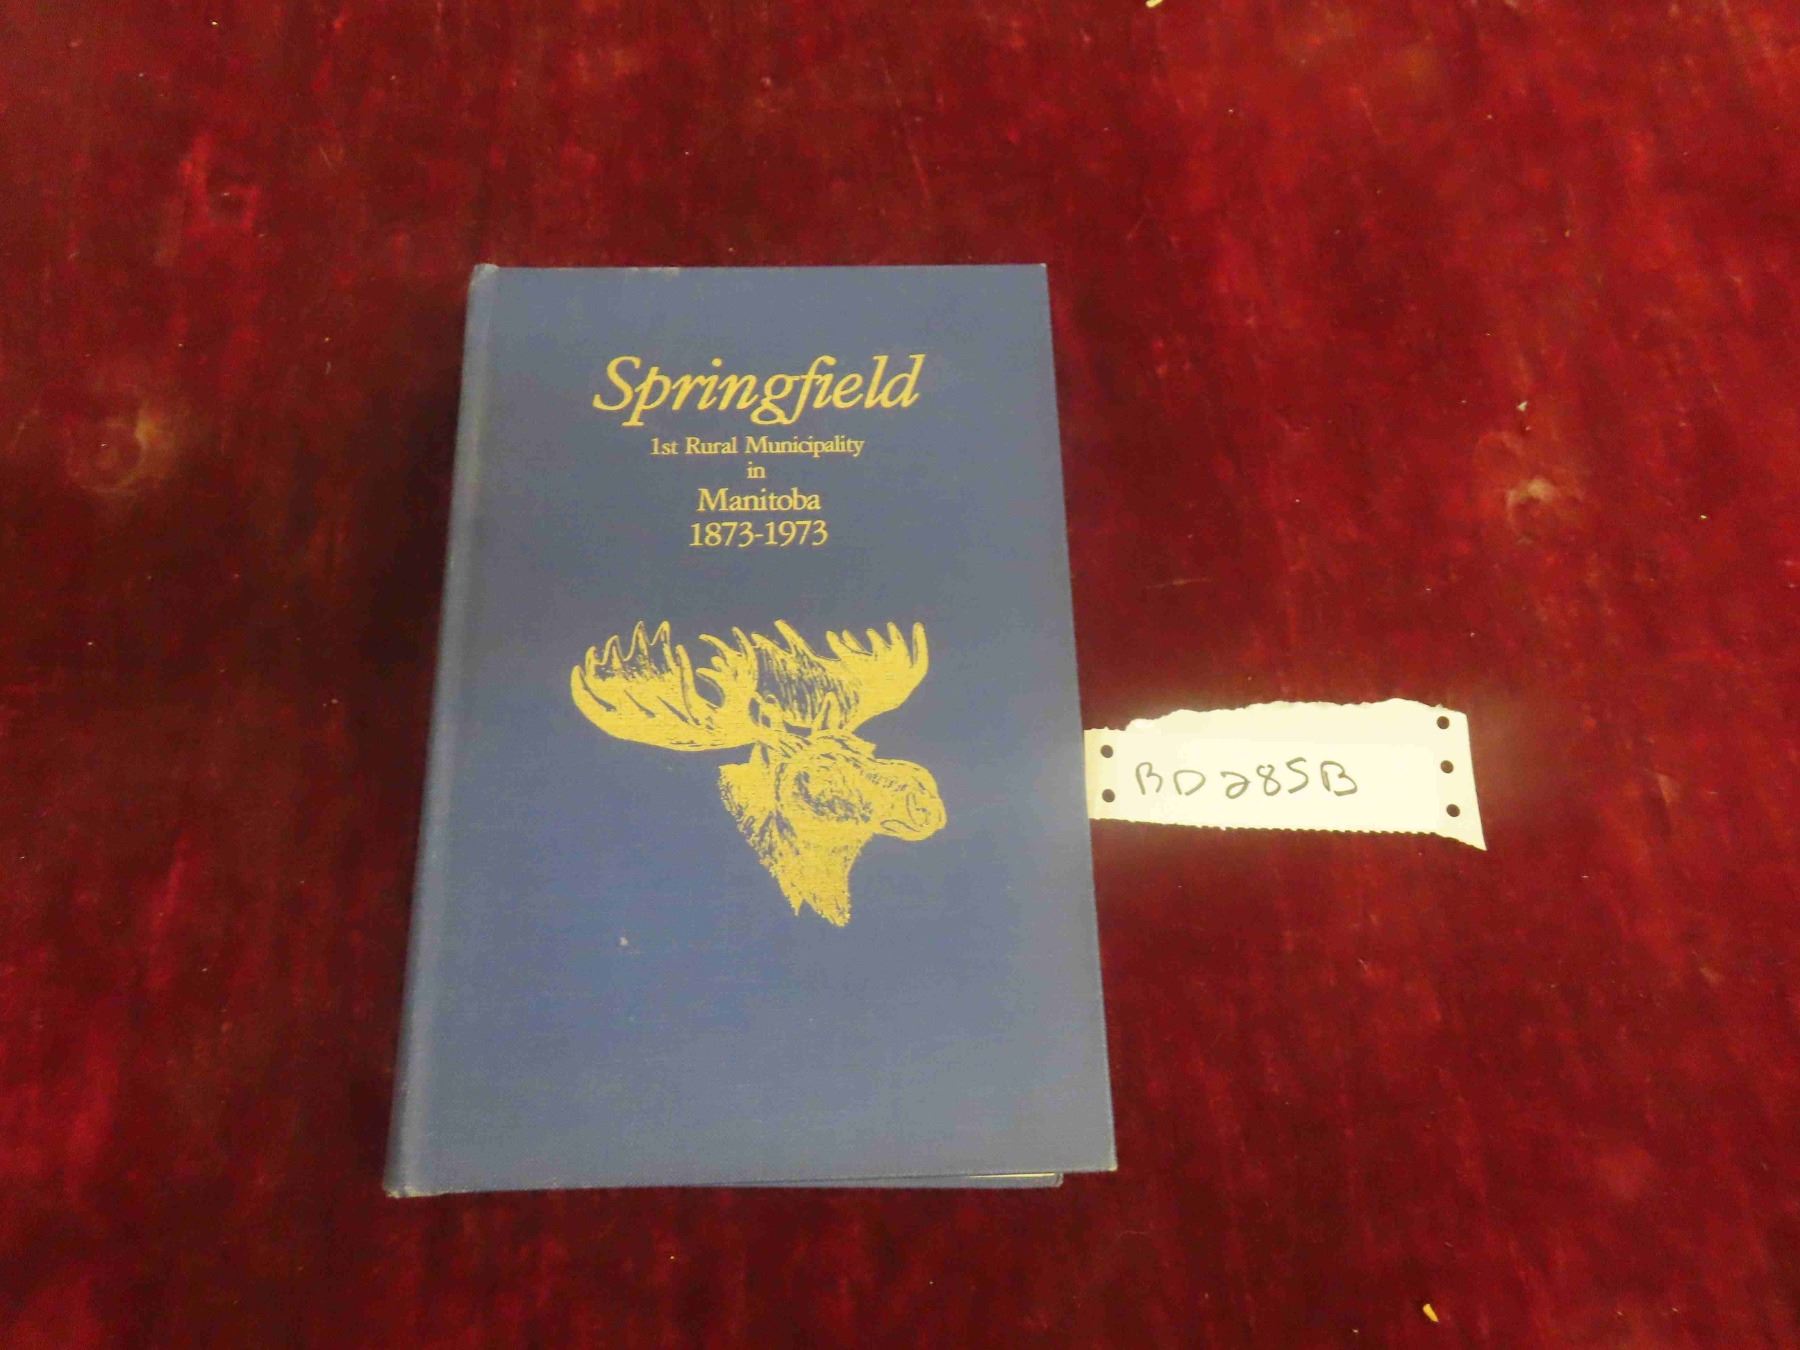 Springfield
1st Rural Municipality
in
Manitoba
1873-1973
BD285B